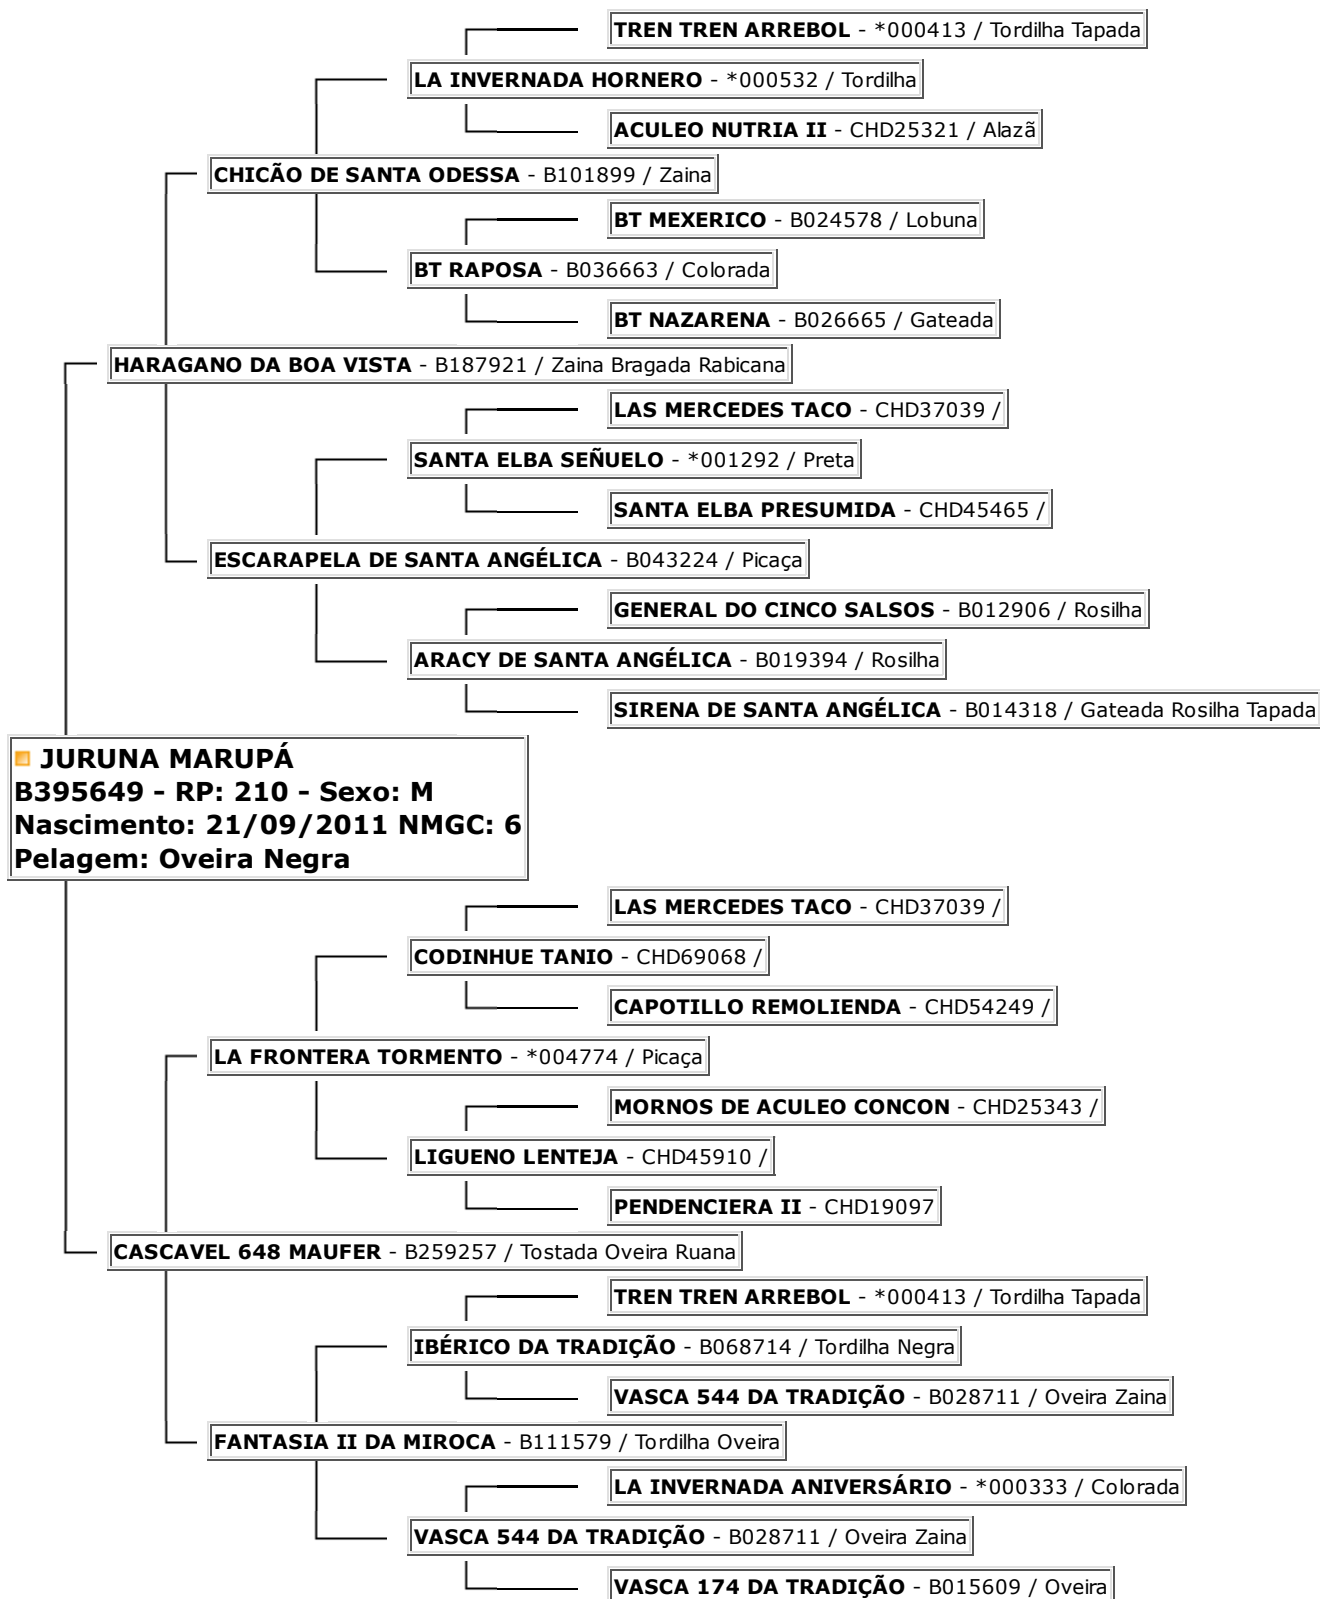 TREN TREN ARREBOL - *000413 / Tordilha Tapada
LA INVERNADA HORNERO - *000532 / Tordilha
ACULEO NUTRIA II - CHD25321 / Alazã
CHICÃO DE SANTA ODESSA - B101899 / Zaina
BT MEXERICO - B024578 / Lobuna
BT RAPOSA - B036663 / Colorada
BT NAZARENA - B026665 / Gateada
HARAGANO DA BOA VISTA - B187921 / Zaina Bragada Rabicana
LAS MERCEDES TACO - CHD37039 /
SANTA ELBA SEÑUELO - *001292 / Preta
SANTA ELBA PRESUMIDA - CHD45465 /
ESCARAPELA DE SANTA ANGÉLICA - B043224 / Picaça
GENERAL DO CINCO SALSOS - B012906 / Rosilha
ARACY DE SANTA ANGÉLICA - B019394 / Rosilha
SIRENA DE SANTA ANGÉLICA - B014318 / Gateada Rosilha Tapada
JURUNA MARUPÁ
B395649 - RP: 210 - Sexo: M
Nascimento: 21/09/2011 NMGC: 6
Pelagem: Oveira Negra
LAS MERCEDES TACO - CHD37039 /
CODINHUE TANIO - CHD69068 /
CAPOTILLO REMOLIENDA - CHD54249 /
LA FRONTERA TORMENTO - *004774 / Picaça
MORNOS DE ACULEO CONCON - CHD25343 /
LIGUENO LENTEJA - CHD45910 /
PENDENCIERA II - CHD19097
CASCAVEL 648 MAUFER - B259257 / Tostada Oveira Ruana
TREN TREN ARREBOL - *000413 / Tordilha Tapada
IBÉRICO DA TRADIÇÃO - B068714 / Tordilha Negra
VASCA 544 DA TRADIÇÃO - B028711 / Oveira Zaina
FANTASIA II DA MIROCA - B111579 / Tordilha Oveira
LA INVERNADA ANIVERSÁRIO - *000333 / Colorada
VASCA 544 DA TRADIÇÃO - B028711 / Oveira Zaina
VASCA 174 DA TRADIÇÃO - B015609 / Oveira